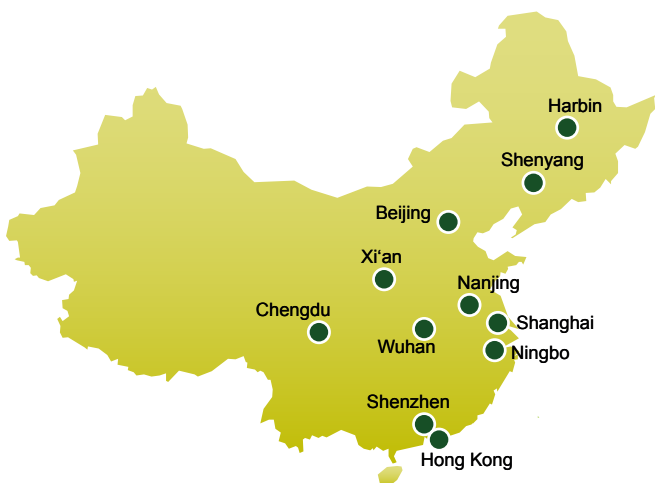 Harbin
Shenyang
Beijing
Xi‘an
Nanjing
Chengdu
Shanghai
Wuhan
Ningbo
Shenzhen
Hong Kong